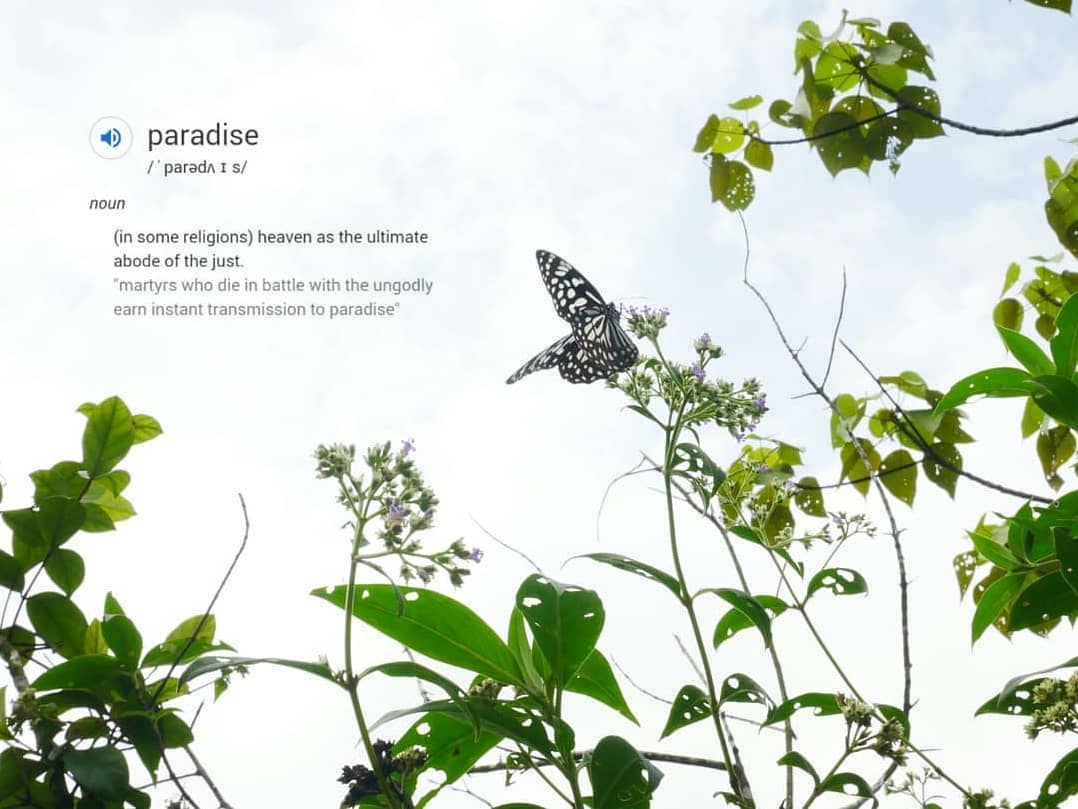 paradise
/ˈparədʌɪs/
noun
(in some religions) heaven as the ultimate
abode of the just.
"martyrs who die in battle with the ungodly
earn instant transmission to paradise"